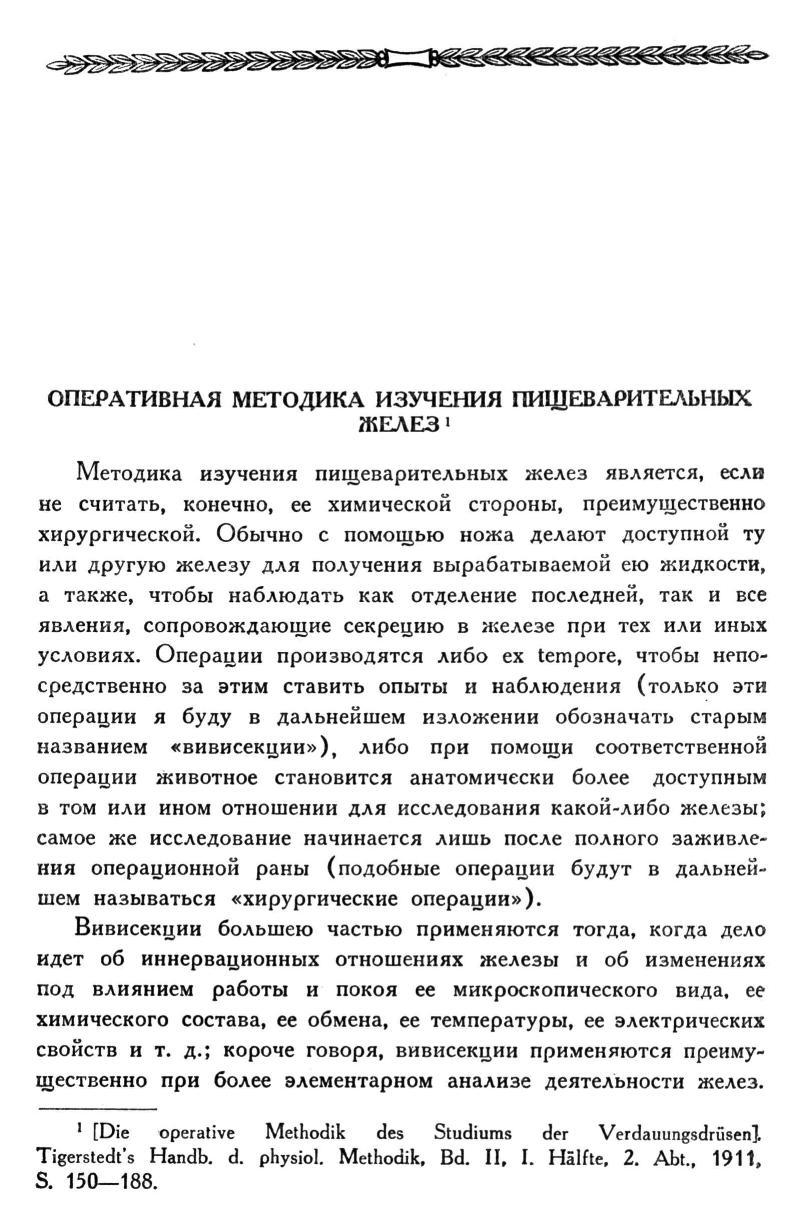 ОПЕРАТИВНАЯ МЕТОДИКА ИЗУЧЕНИЯ ПИЩЕВАРИТЕЛЬНЫХ
ЖЕЛЕЗ ¹
Методика изучения пищеварительных желез является, если
не считать, конечно, ее химической стороны, преимущественно
хирургической. Обычно с помощью ножа делают доступной ту
или другую железу для получения вырабатываемой ею жидкости,
а также, чтобы наблюдать как отделение последней, так и все
явления, сопровождающие секрецию в железе при тех или иных
условиях. Операции производятся либо ex tempore, чтобы непо-
средственно за этим ставить опыты и наблюдения (только эти
операции я буду в дальнейшем изложении обозначать старым
названием «вивисекции»), либо при помощи соответственной
операции животное становится анатомически более доступным
в том или ином отношении для исследования какой-либо железы;
самое же исследование начинается лишь после полного заживле-
ния операционной раны (подобные операции будут в дальней-
шем называться «хирургические операции»).
Вивисекции большею частью применяются тогда, когда дело
идет об иннервационных отношениях железы и об изменениях
под влиянием работы и покоя ее микроскопического вида, ее
химического состава, ее обмена, ее температуры, ее электрических
свойств и т. д.; короче говоря, вивисекции применяются преиму-
щественно при более элементарном анализе деятельности желез.
¹ [Die operative Methodik des Studiums der Verdauungsdrüsen].
Tigerstedt's Handb. d. physiol. Methodik, Bd. II, I. Hälfte, 2. Abt., 1911,
S. 150—188.